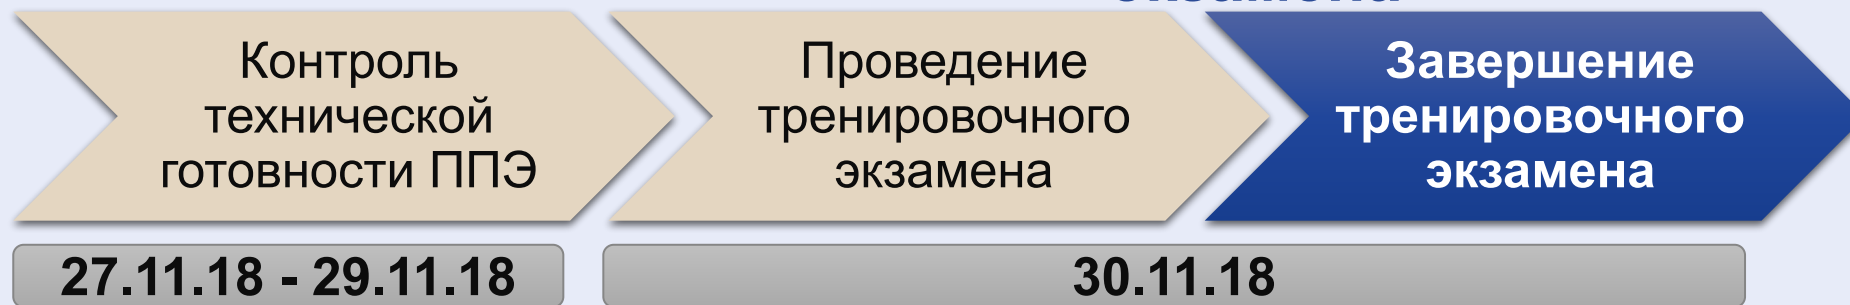 Контроль
технической
готовности ППЭ
Проведение
тренировочного
экзамена
Завершение
тренировочного
экзамена
27.11.18 - 29.11.18
30.11.18